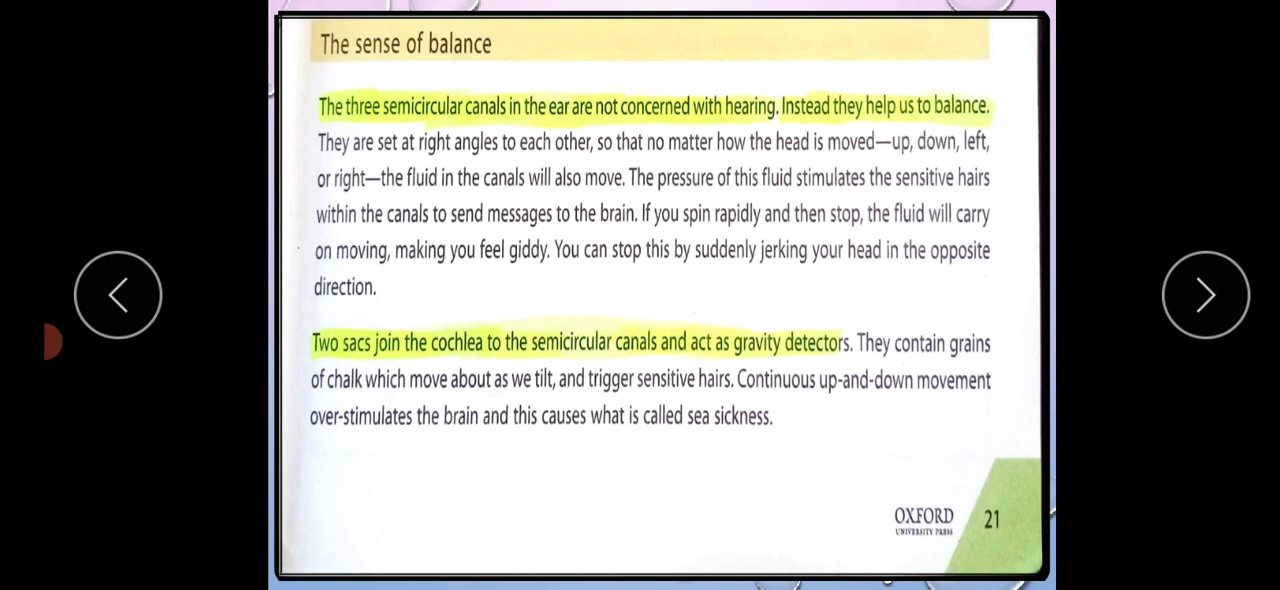 The sense of balance
The three semicircular canals in the ear are not concerned with hearing. Instead they help us to balance.
They are set at right angles to each other, so that no matter how the head is moved—up, down, left,
or right—the fluid in the canals will also move. The pressure of this fluid stimulates the sensitive hairs
within the canals to send messages to the brain. If you spin rapidly and then stop, the fluid will carry
on moving, making you feel giddy. You can stop this by suddenly jerking your head in the opposite
direction.
Two sacs join the cochlea to the semicircular canals and act as gravity detectors. They contain grains
of chalk which move about as we tilt, and trigger sensitive hairs. Continuous up-and-down movement
over-stimulates the brain and this causes what is called sea sickness.
OXFORD
UNIVERSITY PRESS
21